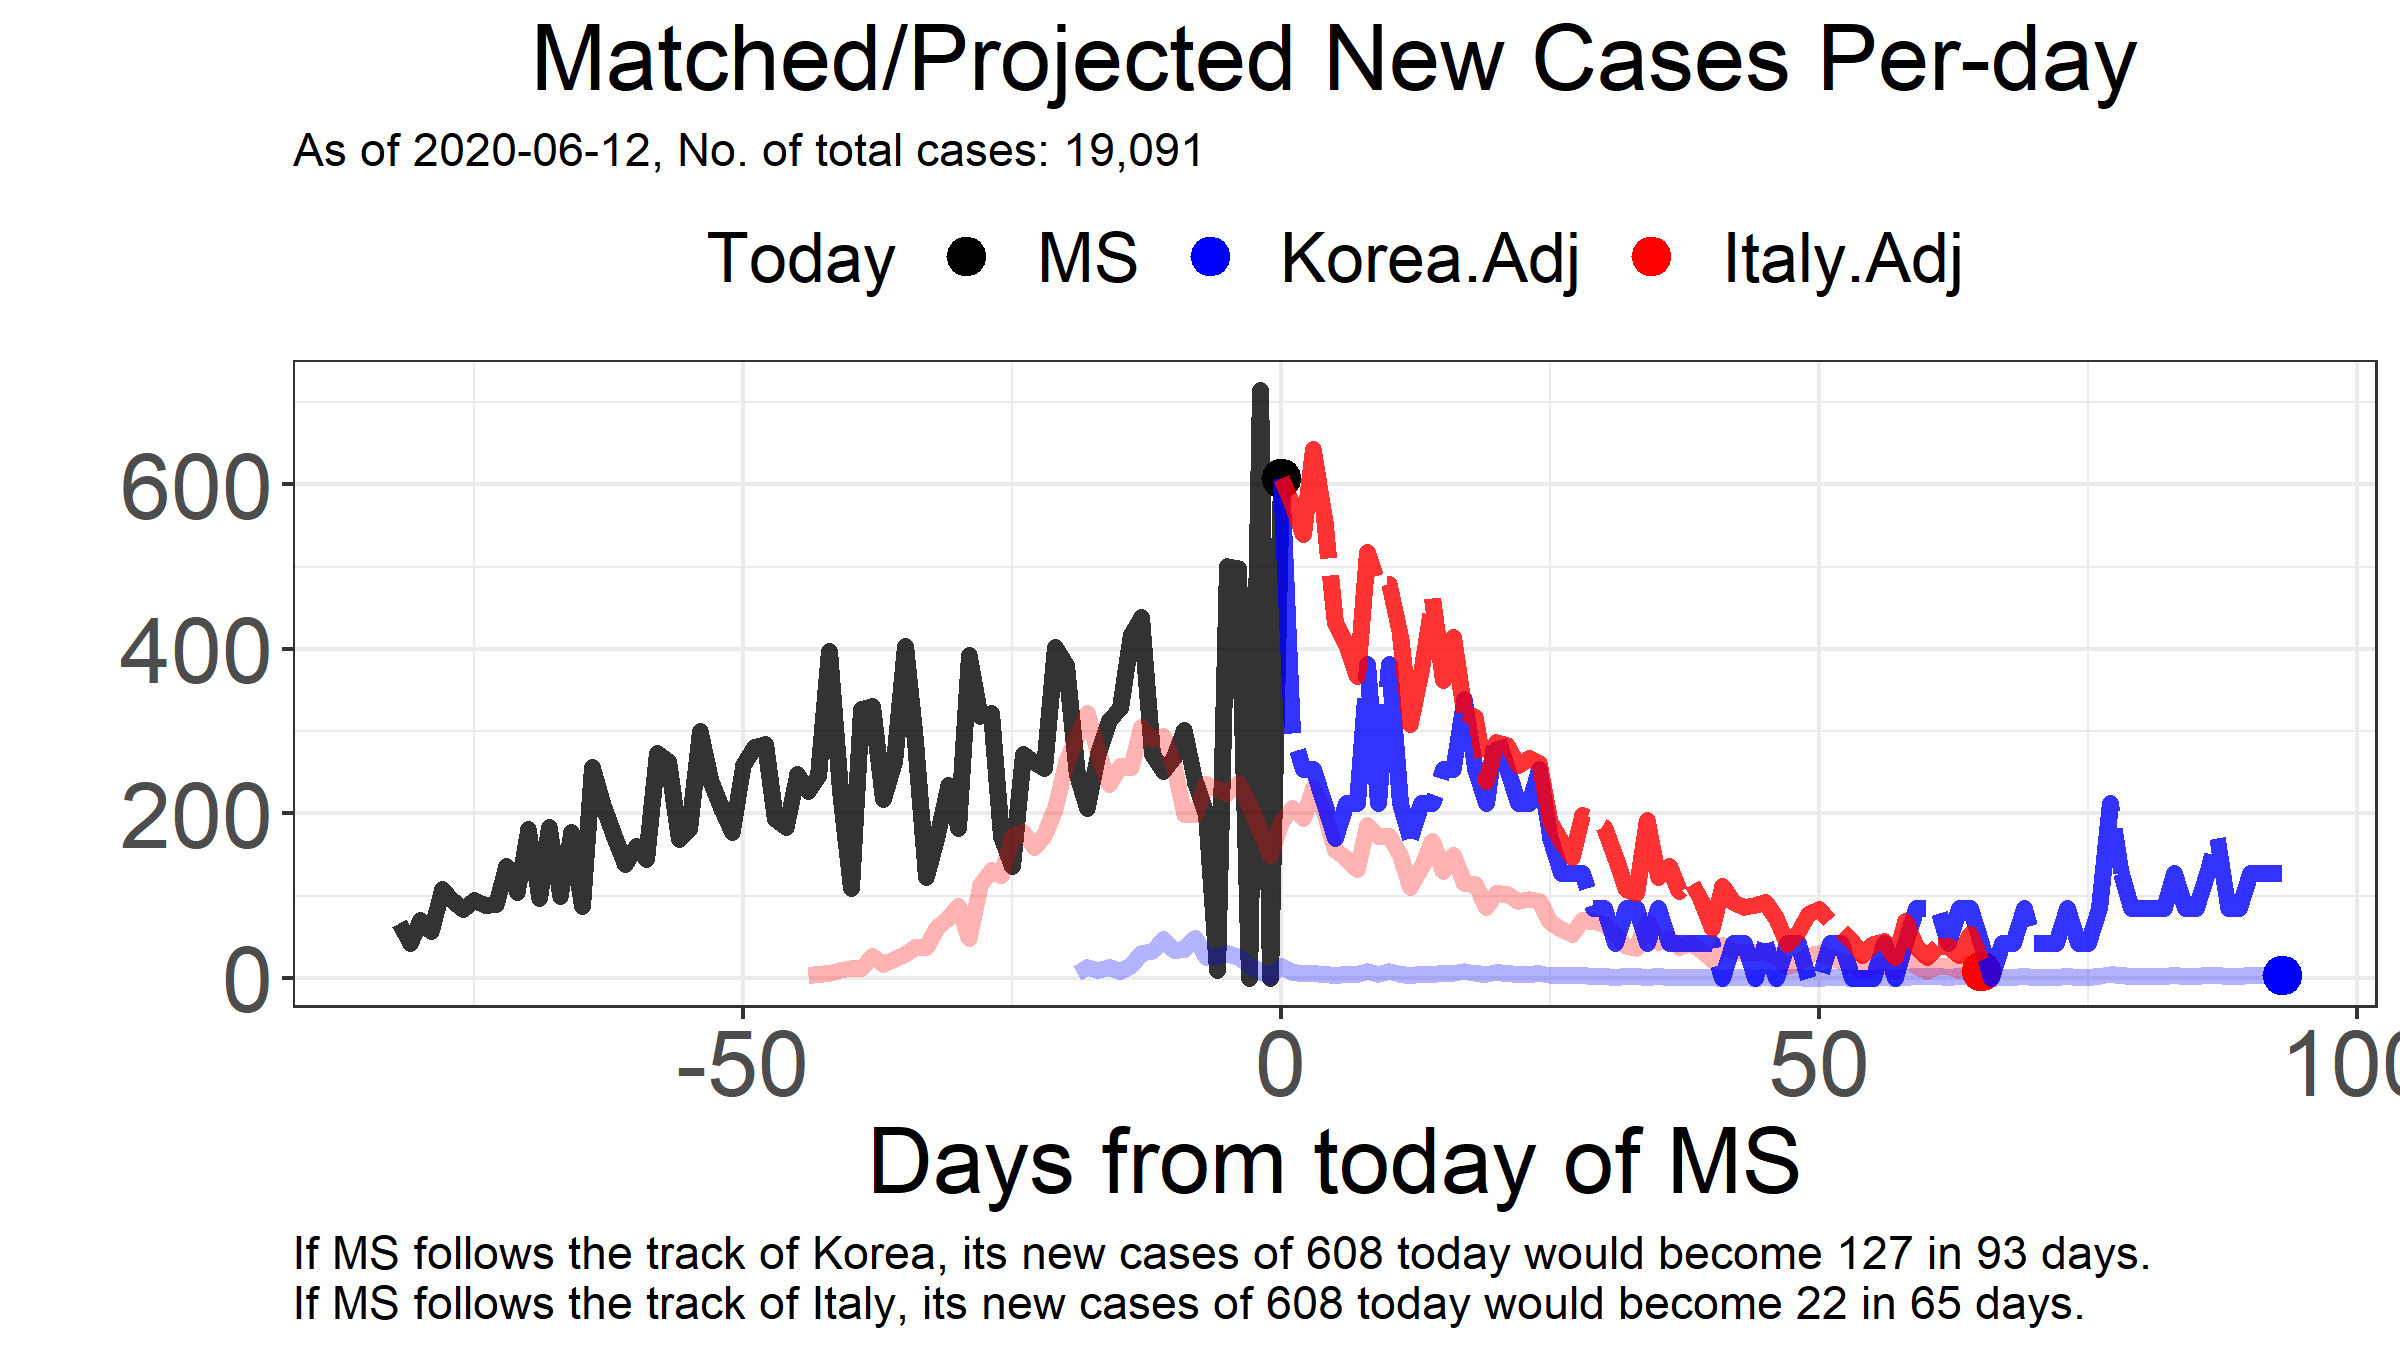 Matched/Projected New Cases Per-day
As of 2020-06-12, No. of total cases: 19,091
Today MS Korea.Adj Italy.Adj
600
400
200
0
-50 0 50 100
Days from today of MS
If MS follows the track of Korea, its new cases of 608 today would become 127 in 93 days.
If MS follows the track of Italy, its new cases of 608 today would become 22 in 65 days.